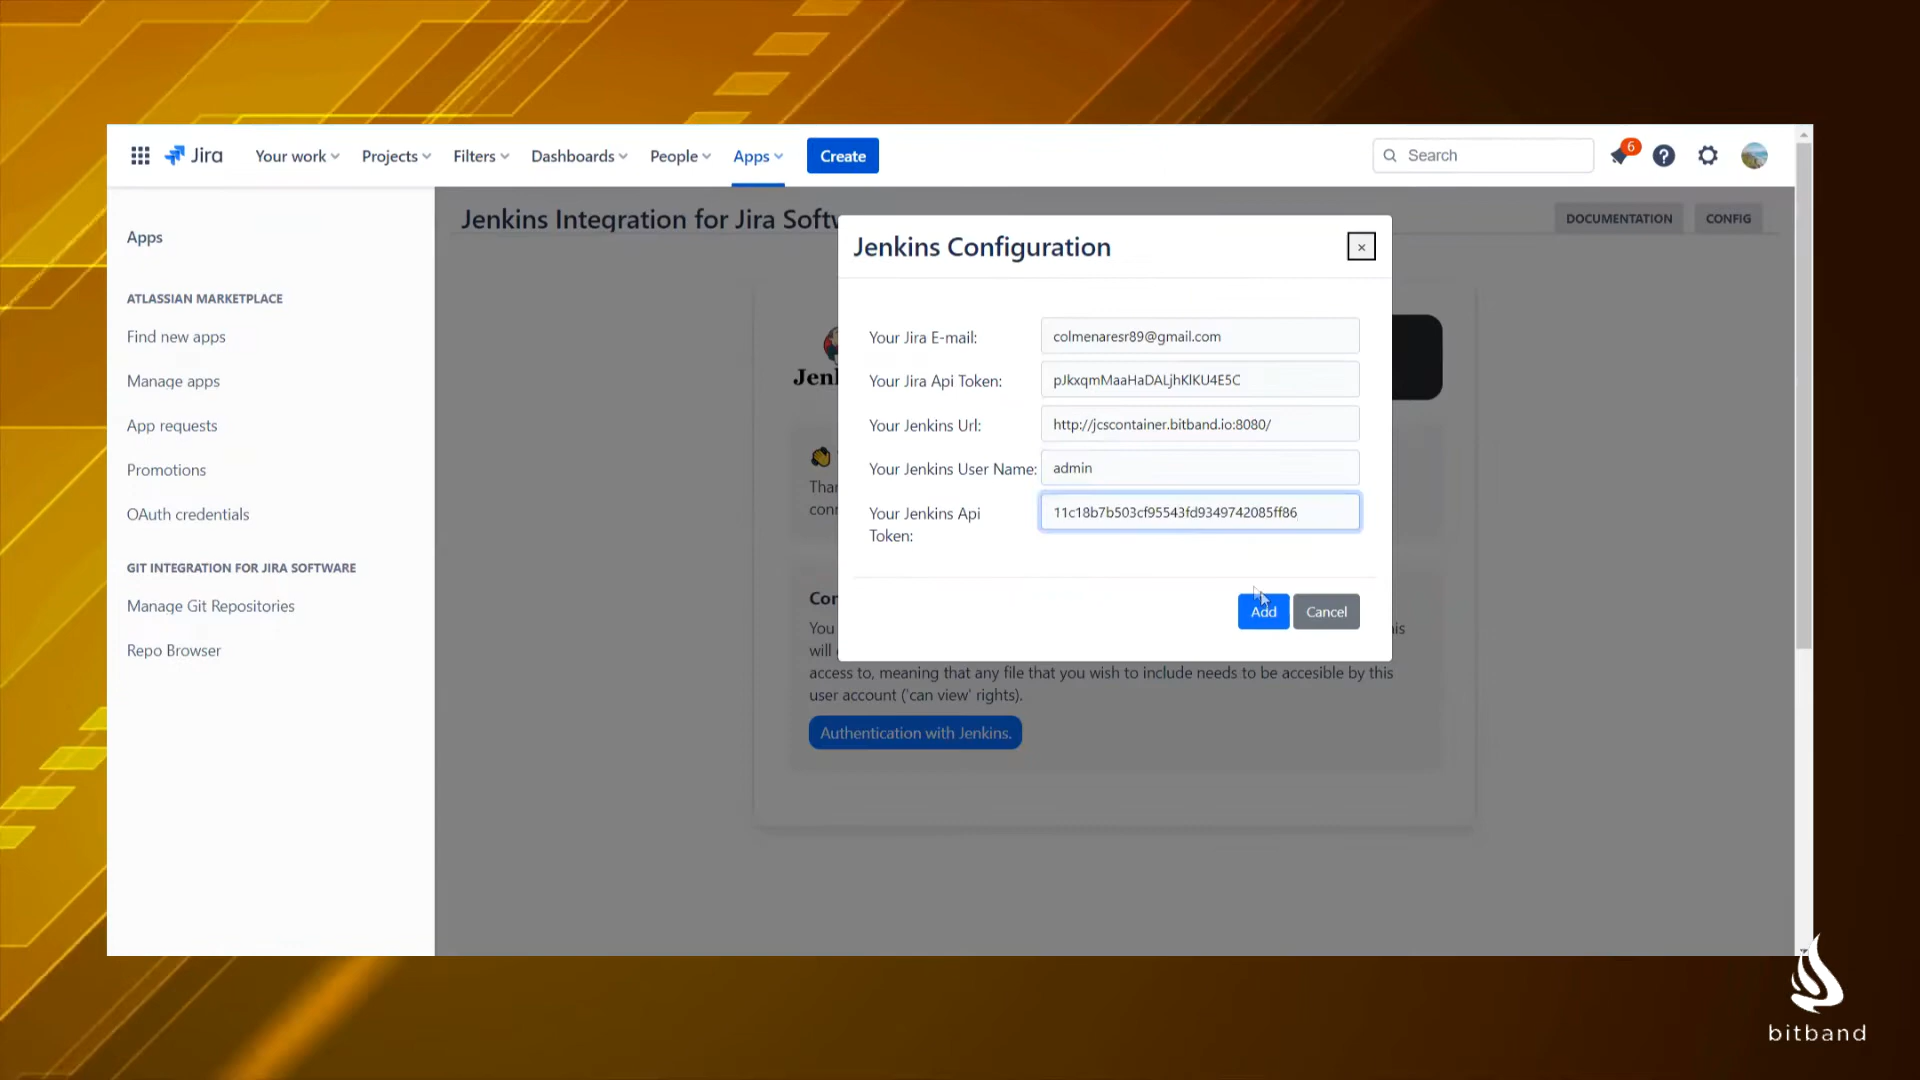 Jira
Your work
Projects
Filters
Dashboards
People
Apps
Create
Search
6
Apps
ATLASSIAN MARKETPLACE
Find new apps
Manage apps
App requests
Promotions
OAuth credentials
GIT INTEGRATION FOR JIRA SOFTWARE
Manage Git Repositories
Repo Browser
Jenkins Integration for Jira Softw
DOCUMENTATION
CONFIG
Jenkins Configuration
Your Jira E-mail:
colmenaresr89@gmail.com
Your Jira Api Token:
pJkxqmMaaHaDALjhKlKU4E5C
Your Jenkins Url:
http://jcscontainer.bitband.io:8080/
Your Jenkins User Name:
admin
Your Jenkins Api
Token:
11c18b7b503cf95543fd9349742085ff86
Add
Cancel
You
will
access to, meaning that any file that you wish to include needs to be accesible by this
user account ('can view' rights).
Authentication with Jenkins.
bitband